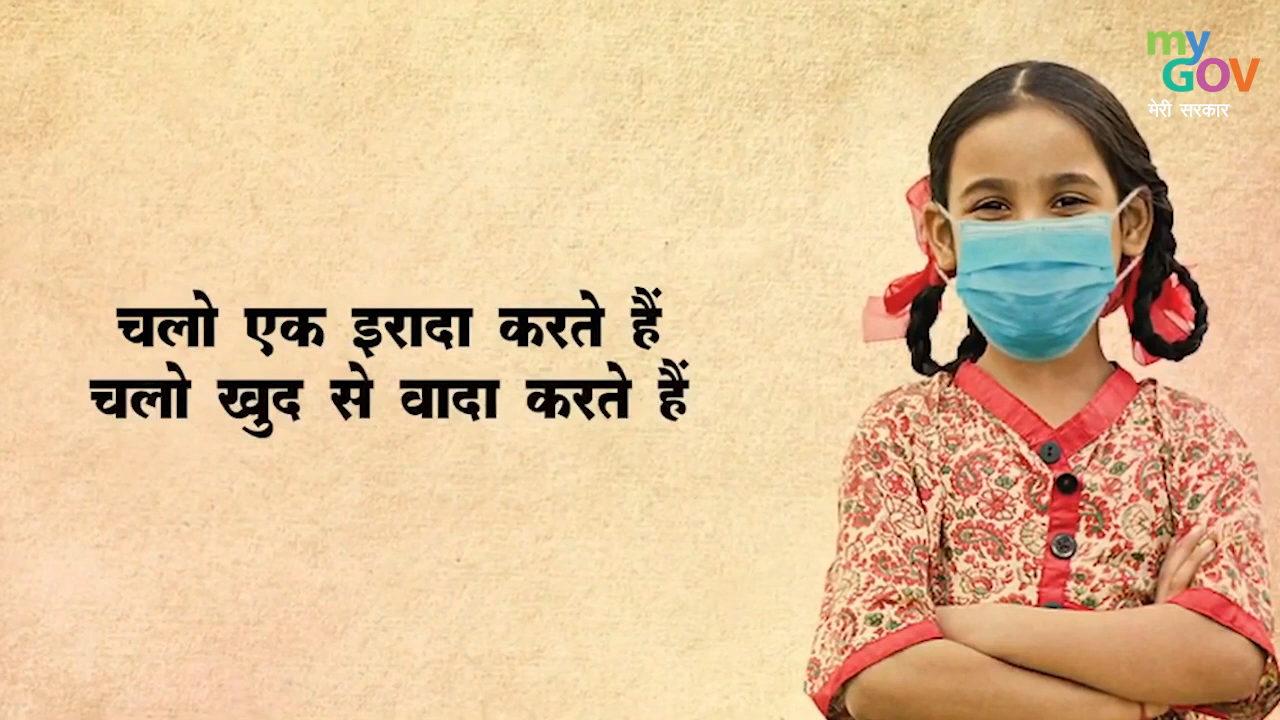 my
GOV
मेरी सरकार
चलो एक इरादा करते हैं
चलो खुद से वादा करते हैं